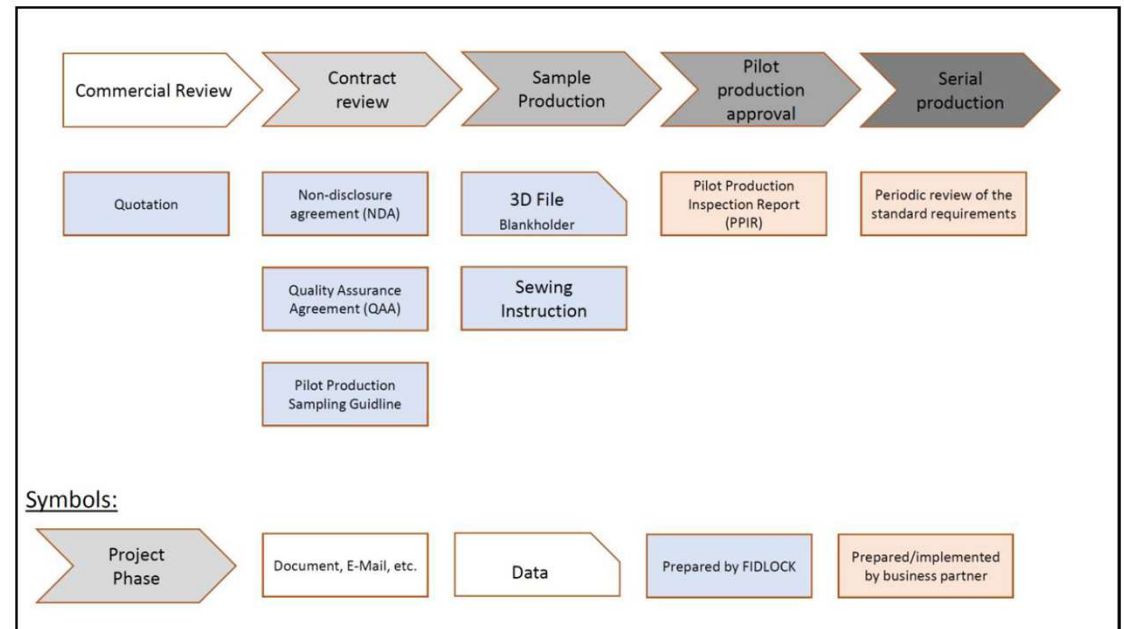 Commercial Review
Contract
review
Sample
Production
Pilot
production
approval
Serial
production
Quotation
Non-disclosure
agreement (NDA)
3D File
Blankholder
Pilot Production
Inspection Report
(PPIR)
Periodic review of the
standard requirements
Quality Assurance
Agreement (QAA)
Sewing
Instruction
Pilot Production
Sampling Guidline
Symbols:
Project
Phase
Document, E-Mail, etc.
Data
Prepared by FIDLOCK
Prepared/implemented
by business partner